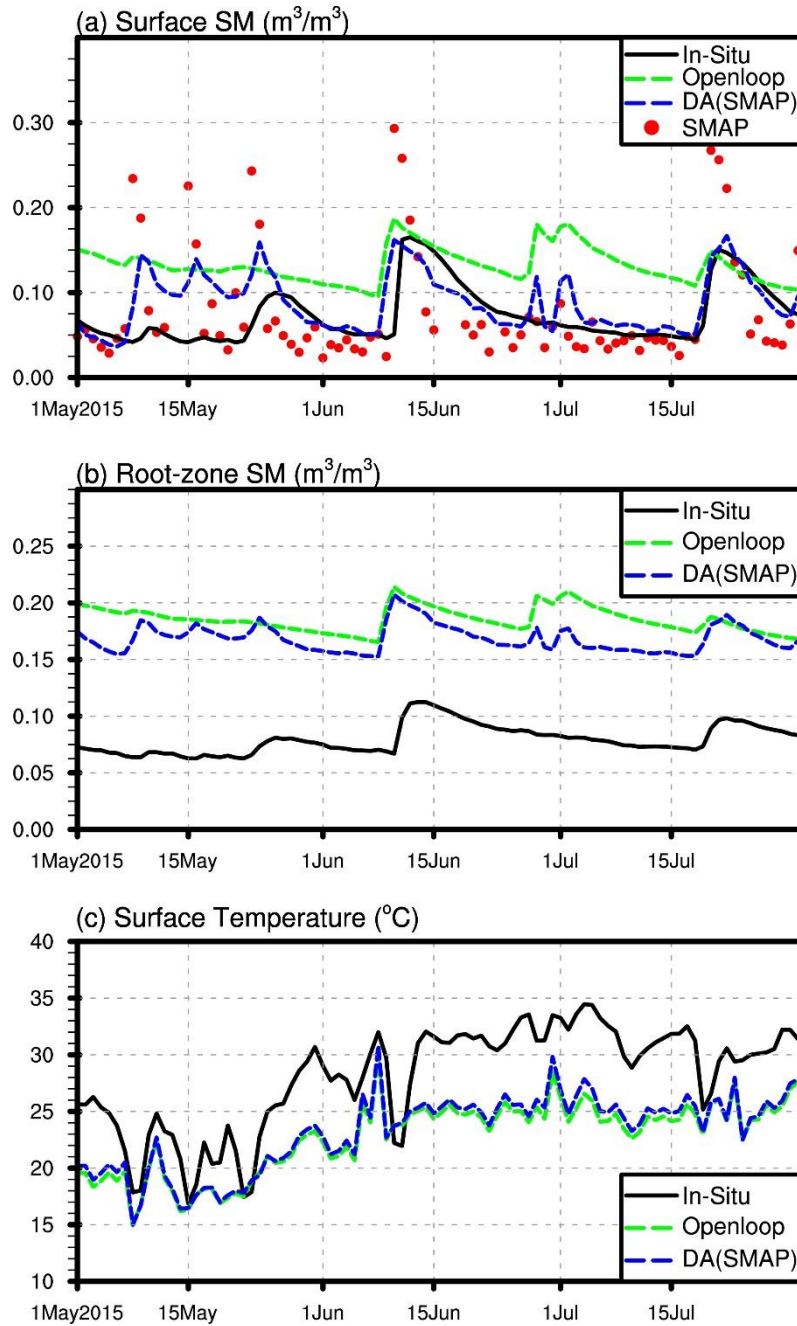 (a) Surface SM (m³/m³)
In-Situ
Openloop
DA(SMAP)
SMAP
0.30
0.20
0.10
0.00
1May2015 15May 1Jun 15Jun 1Jul 15Jul
(b) Root-zone SM (m³/m³)
In-Situ
Openloop
DA(SMAP)
0.25
0.20
0.15
0.10
0.05
0.00
1May2015 15May 1Jun 15Jun 1Jul 15Jul
(c) Surface Temperature (°C)
40
35
30
25
20
15
10
In-Situ
Openloop
DA(SMAP)
1May2015 15May 1Jun 15Jun 1Jul 15Jul